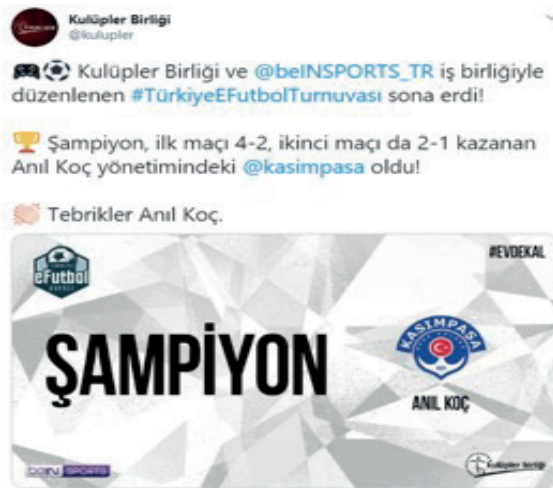 Kulüpler Birliği
@kulupler
Kulüpler Birliği ve @beINSPORTS_TR iş birliğiyle
düzenlenen #TürkiyeEFutbolTurnuvası sona erdi!
Şampiyon, ilk maçı 4-2, ikinci maçı da 2-1 kazanan
Anıl Koç yönetimindeki @kasimpasa oldu!
Tebrikler Anıl Koç.
eFutbol
#EVDEKAL
ŞAMPİYON
KASIMPAŞA
ANIL KOÇ
beIN SPORTS
kulüpler birliği